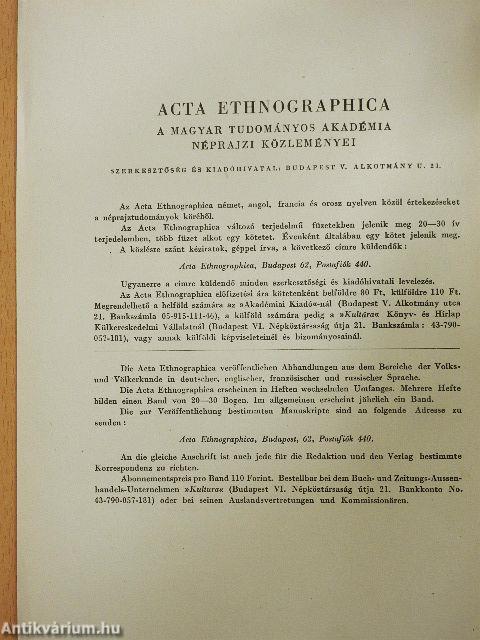 ACTA ETHNOGRAPHICA
A MAGYAR TUDOMÁNYOS AKADÉMIA
NÉPRAJZI KÖZLEMÉNYEI
SZERKESZTŐSÉG ÉS KIADÓHIVATAL: BUDAPEST V. ALKOTMÁNY U. 21.
Az Acta Ethnographica német, angol, francia és orosz nyelven közöl értekezéseket
a néprajztudományok köréből.
Az Acta Ethnographica változó terjedelmű füzetekben jelenik meg 20—30 ív
terjedelemben, több füzet alkot egy kötetet. Évenként általában egy kötet jelenik meg.
A közlésre szánt kéziratok, géppel írva, a következő címre küldendők:
Acta Ethnographica, Budapest 62, Postafiók 440.
Ugyanerre a címre küldendő minden szerkesztőségi és kiadóhivatali levelezés.
Az Acta Ethnographica előfizetési ára kötetenként belföldre 80 Ft, külföldre 110 Ft.
Megrendelhető a belföld számára az »Akadémiai Kiadó«-nál (Budapest V. Alkotmány utca
21. Bankszámla 05-915-111-46), a külföld számára pedig a »Kultura« Könyv- és Hírlap
Külkereskedelmi Vállalatnál (Budapest VI. Népköztársaság útja 21. Bankszámla: 43-790-
057-181), vagy annak külföldi képviseleteinél és bizományosainál.
Die Acta Ethnographica veröffentlichen Abhandlungen aus dem Bereiche der Volks-
und Völkerkunde in deutscher, englischer, französischer und russischer Sprache.
Die Acta Ethnographica erscheinen in Heften wechselnden Umfanges. Mehrere Hefte
bilden einen Band von 20—30 Bogen. Im allgemeinen erscheint jährlich ein Band.
Die zur Veröffentlichung bestimmten Manuskripte sind an folgende Adresse zu
senden:
Acta Ethnographica, Budapest, 62, Postafiók 440.
An die gleiche Anschrift ist auch jede für die Redaktion und den Verlag bestimmte
Korrespondenz zu richten.
Abonnementspreis pro Band 110 Forint. Bestellbar bei dem Buch- und Zeitungs-Aussen-
handels-Unternehmen »Kultura« (Budapest VI. Népköztársaság útja 21. Bankkonto No.
43-790-057-181) oder bei seinen Auslandsvertretungen und Kommissionären.
Antikvárium.hu